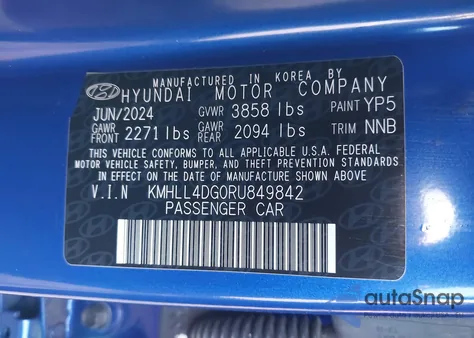 MANUFACTURED IN KOREA BY
HYUNDAI MOTOR COMPANY
JUN/2024 GVWR 3858 lbs PAINT YP5
GAWR FRONT 2271 lbs GAWR REAR 2094 lbs TRIM NNB
THIS VEHICLE CONFORMS TO ALL APPLICABLE U.S.A. FEDERAL
MOTOR VEHICLE SAFETY, BUMPER, AND THEFT PREVENTION STANDARDS
IN EFFECT ON THE DATE OF MANUFACTURE SHOWN ABOVE.
V.I.N KMHLL4DG0RU849842
PASSENGER CAR
autoSnap